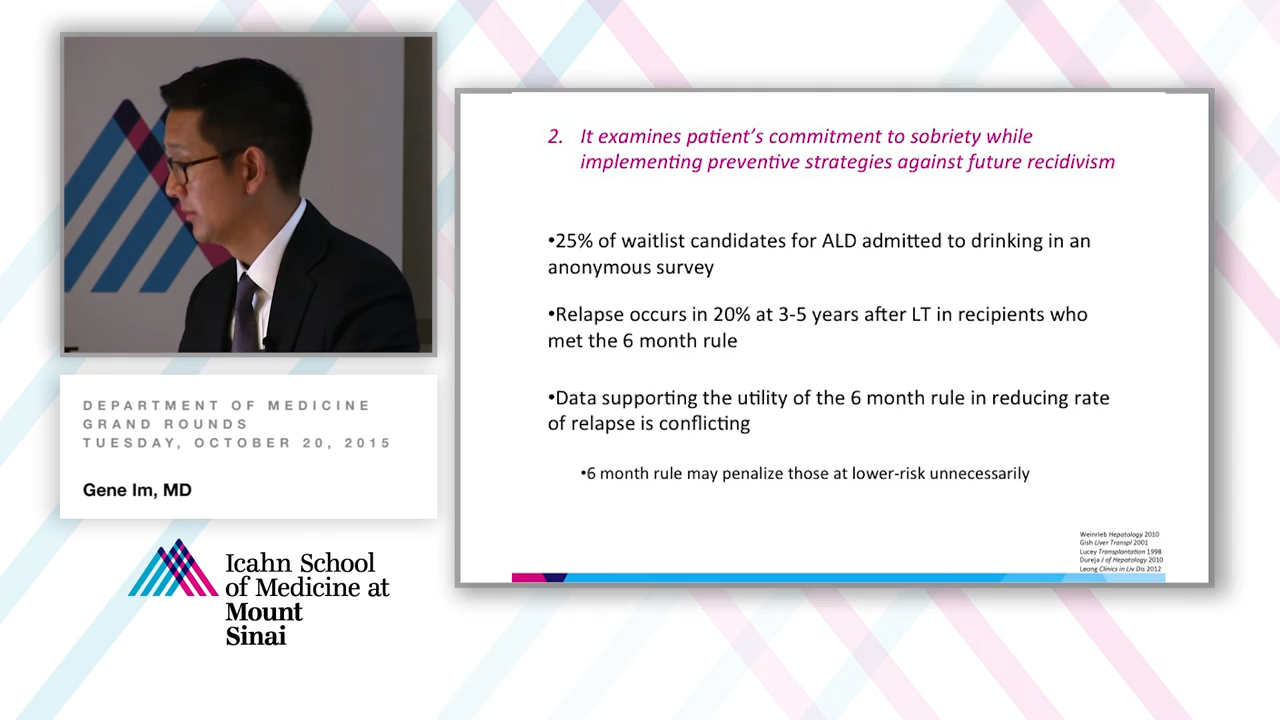 2. It examines patient's commitment to sobriety while
implementing preventive strategies against future recidivism
•25% of waitlist candidates for ALD admitted to drinking in an
anonymous survey
•Relapse occurs in 20% at 3-5 years after LT in recipients who
met the 6 month rule
•Data supporting the utility of the 6 month rule in reducing rate
of relapse is conflicting
•6 month rule may penalize those at lower-risk unnecessarily
Weinrieb Hepatology 2010
Gish Liver Transpl 2001
Lucey Transplantation 1998
Dureja J of Hepatology 2010
Leong Clinics in Liv Dis 2012
DEPARTMENT OF MEDICINE
GRAND ROUNDS
TUESDAY, OCTOBER 20, 2015
Gene Im, MD
Icahn School
of Medicine at
Mount
Sinai